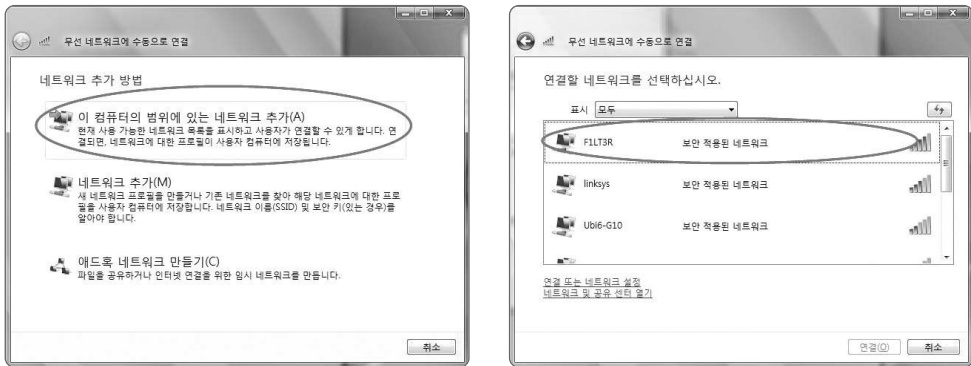 무선 네트워크에 수동으로 연결
네트워크 추가 방법
이 컴퓨터의 범위에 있는 네트워크 추가(A)
현재 사용 가능한 네트워크 목록을 표시하고 사용자가 연결할 수 있게 합니다. 연
결되면, 네트워크에 대한 프로필이 사용자 컴퓨터에 저장됩니다.
네트워크 추가(M)
새 네트워크 프로필을 만들거나 기존 네트워크를 찾아 해당 네트워크에 대한 프로
필을 사용자 컴퓨터에 저장합니다. 네트워크 이름(SSID) 및 보안 키(있는 경우)를
알아야 합니다.
애드혹 네트워크 만들기(C)
파일을 공유하거나 인터넷 연결을 위한 임시 네트워크를 만듭니다.
취소
무선 네트워크에 수동으로 연결
연결할 네트워크를 선택하십시오.
표시 모두
F1LT3R 보안 적용된 네트워크
linksys 보안 적용된 네트워크
Ubi6-G10 보안 적용된 네트워크
연결 또는 네트워크 설정
네트워크 및 공유 센터 열기
연결(O) 취소